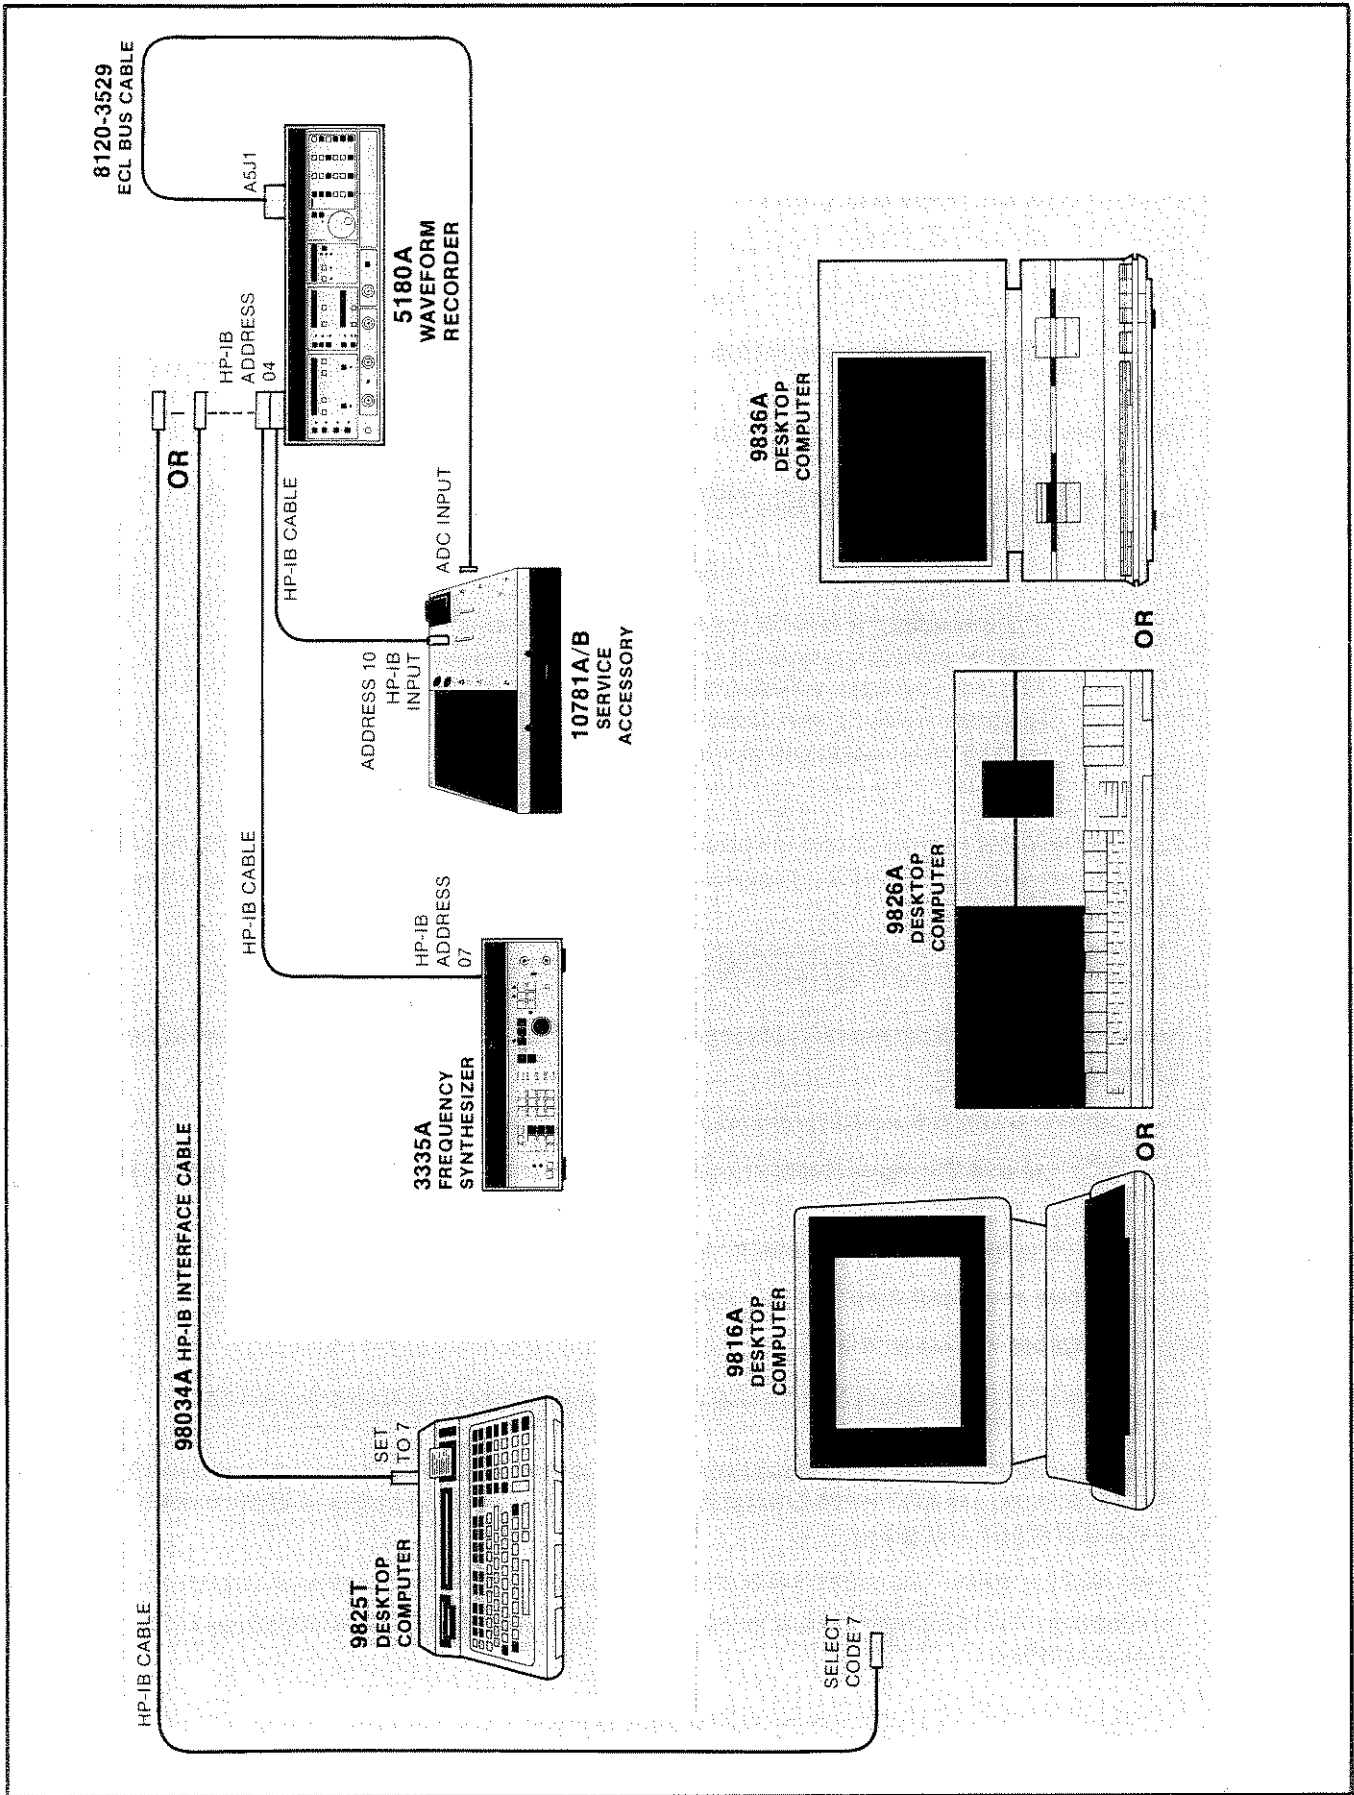 HP-IB CABLE
98034A HP-IB INTERFACE CABLE
OR
8120-3529
ECL BUS CABLE
A5J1
HP-IB
ADDRESS
04
5180A
WAVEFORM
RECORDER
HP-IB CABLE
HP-IB CABLE
ADC INPUT
ADDRESS 10
HP-IB
INPUT
10781A/B
SERVICE
ACCESSORY
HP-IB
ADDRESS
07
3335A
FREQUENCY
SYNTHESIZER
SET
TO 7
9825T
DESKTOP
COMPUTER
SELECT
CODE 7
9816A
DESKTOP
COMPUTER
OR
9826A
DESKTOP
COMPUTER
OR
9836A
DESKTOP
COMPUTER